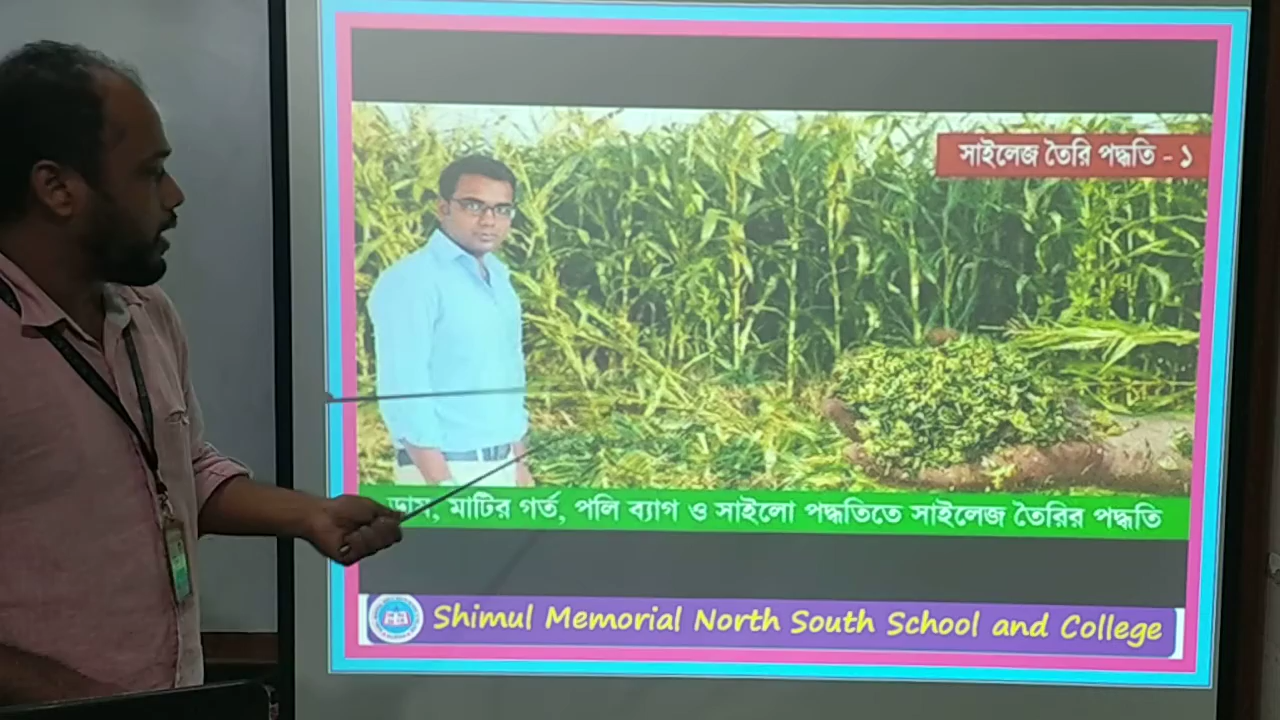 সাইলেজ তৈরি পদ্ধতি - ১
ড্রাম, মাটির গর্ত, পলি ব্যাগ ও সাইলো পদ্ধতিতে সাইলেজ তৈরির পদ্ধতি
Shimul Memorial North South School and College